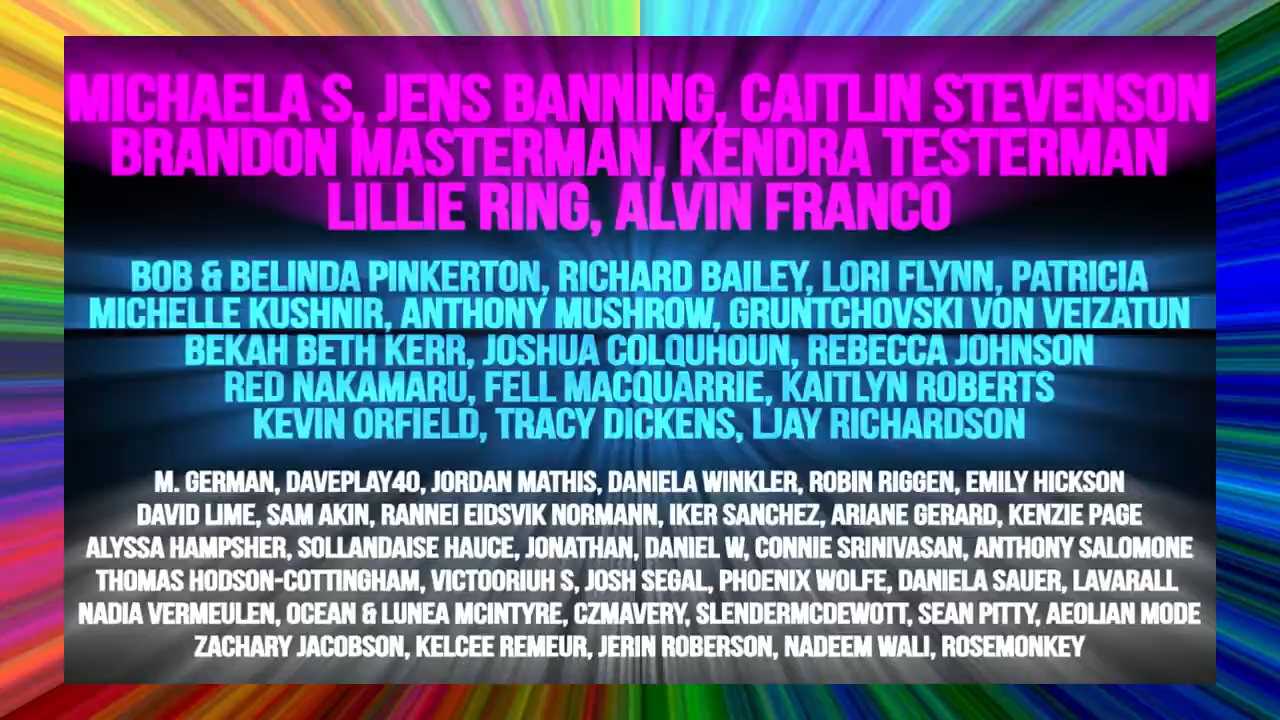 MICHAELA S, JENS BANNING, CAITLIN STEVENSON
BRANDON MASTERMAN, KENDRA TESTERMAN
LILLIE RING, ALVIN FRANCO
BOB & BELINDA PINKERTON, RICHARD BAILEY, LORI FLYNN, PATRICIA
MICHELLE KUSHNIR, ANTHONY MUSHROW, GRUNTCHOVSKI VON VEIZATUN
BEKAH BETH KERR, JOSHUA COLQUHOUN, REBECCA JOHNSON
RED NAKAMARU, FELL MACQUARRIE, KAITLYN ROBERTS
KEVIN ORFIELD, TRACY DICKENS, LJAY RICHARDSON
M. GERMAN, DAVEPLAY40, JORDAN MATHIS, DANIELA WINKLER, ROBIN RIGGEN, EMILY HICKSON
DAVID LIME, SAM AKIN, RANNEI EIDSVIK NORMANN, IKER SANCHEZ, ARIANE GERARD, KENZIE PAGE
ALYSSA HAMPSHER, SOLLANDAISE HAUCE, JONATHAN, DANIEL W, CONNIE SRINIVASAN, ANTHONY SALOMONE
THOMAS HODSON-COTTINGHAM, VICTOORIUH S, JOSH SEGAL, PHOENIX WOLFE, DANIELA SAUER, LAVARALL
NADIA VERMEULEN, OCEAN & LUNEA MCINTYRE, CZMAVERY, SLENDERMCDEWOTT, SEAN PITTY, AEOLIAN MODE
ZACHARY JACOBSON, KELCEE REMEUR, JERIN ROBERSON, NADEEM WALI, ROSEMONKEY